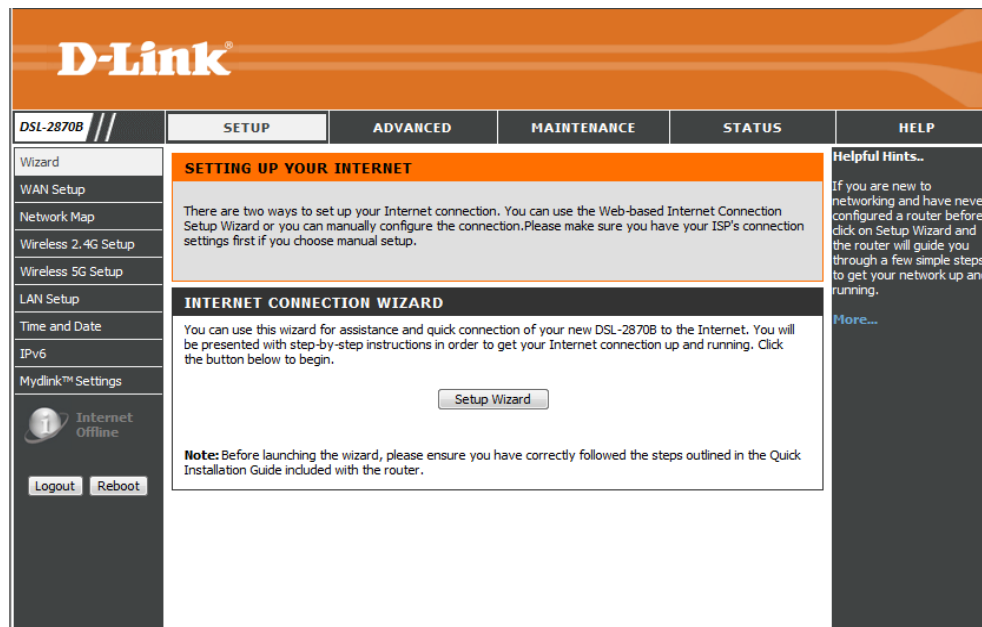 D-Link®
DSL-2870B
SETUP
ADVANCED
MAINTENANCE
STATUS
HELP
Wizard
WAN Setup
Network Map
Wireless 2.4G Setup
Wireless 5G Setup
LAN Setup
Time and Date
IPv6
Mydlink™ Settings
Internet
Offline
Logout
Reboot
SETTING UP YOUR INTERNET
There are two ways to set up your Internet connection. You can use the Web-based Internet Connection
Setup Wizard or you can manually configure the connection.Please make sure you have your ISP's connection
settings first if you choose manual setup.
INTERNET CONNECTION WIZARD
You can use this wizard for assistance and quick connection of your new DSL-2870B to the Internet. You will
be presented with step-by-step instructions in order to get your Internet connection up and running. Click
the button below to begin.
Setup Wizard
Note: Before launching the wizard, please ensure you have correctly followed the steps outlined in the Quick
Installation Guide included with the router.
Helpful Hints..
If you are new to
networking and have neve
configured a router before
click on Setup Wizard and
the router will guide you
through a few simple steps
to get your network up an
running.
More...